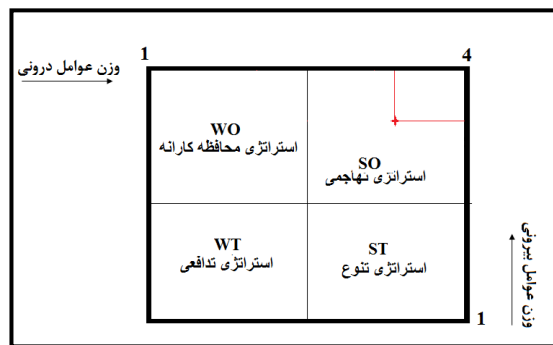 1
4
وزن عوامل درونی
WO
استراتژی محافظه کارانه
SO
استراتژی تهاجمی
WT
استراتژی تدافعی
ST
استراتژی تنوع
وزن عوامل بیرونی
1